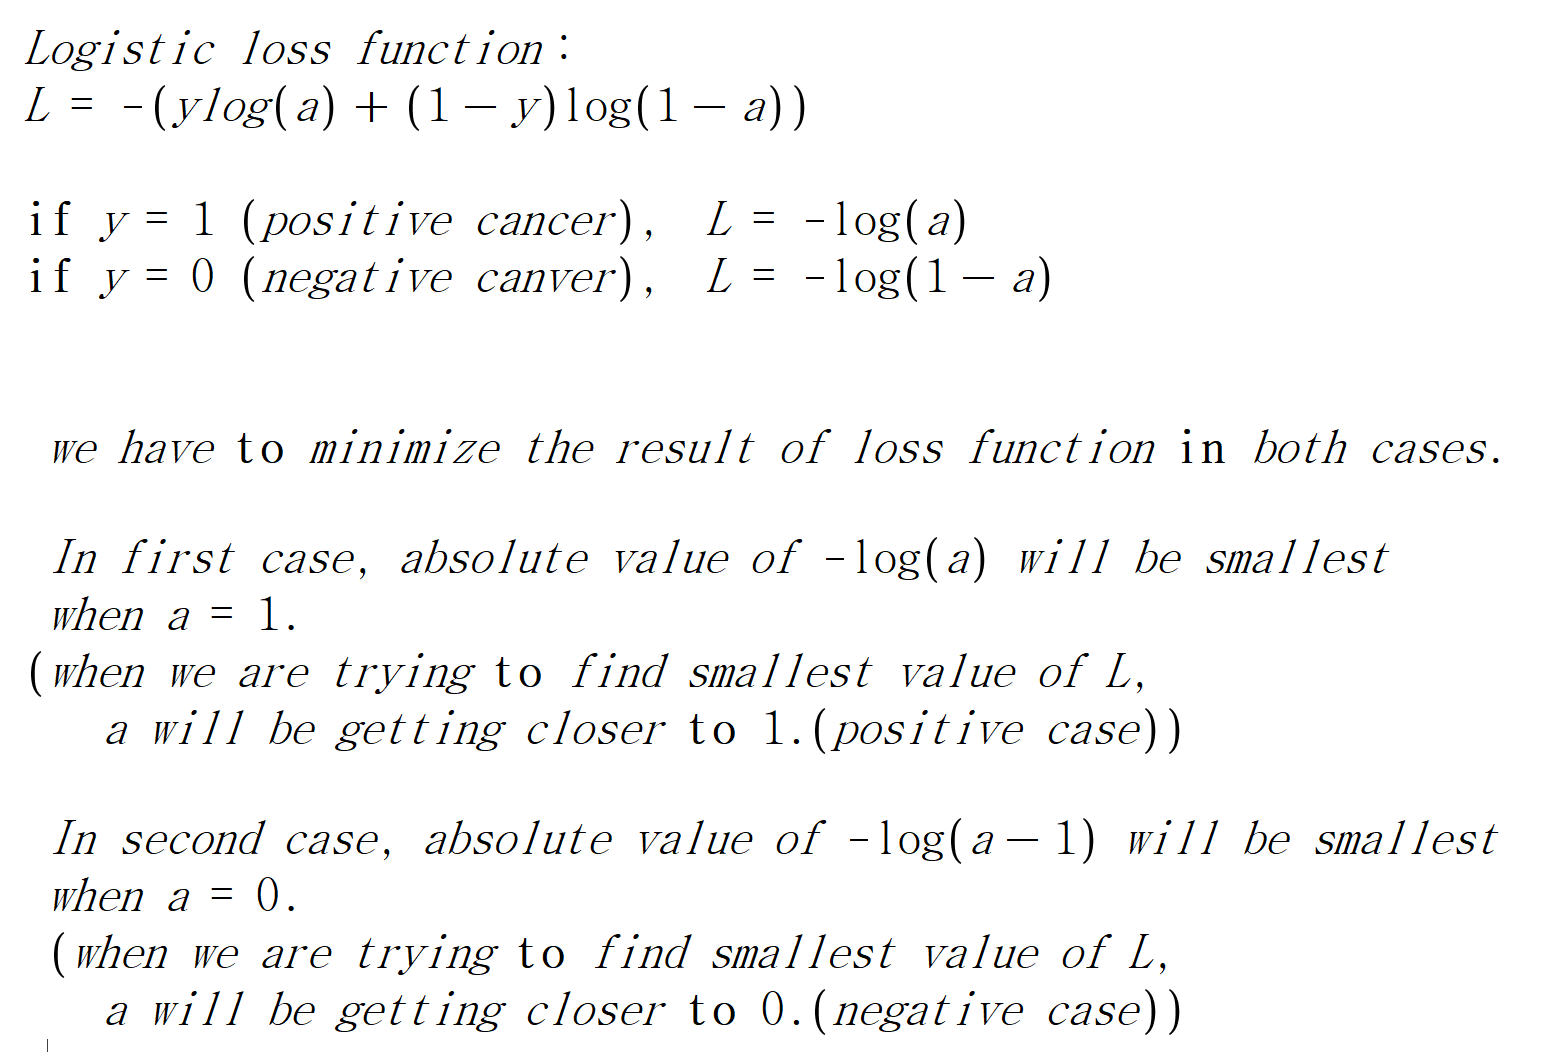 Logistic loss function:
L = -(ylog(a) + (1 − y)log(1 − a))
if y = 1 (positive cancer), L = -log(a)
if y = 0 (negative canver), L = -log(1 − a)
we have to minimize the result of loss function in both cases.
In first case, absolute value of -log(a) will be smallest
when a = 1.
(when we are trying to find smallest value of L,
a will be getting closer to 1.(positive case))
In second case, absolute value of -log(a − 1) will be smallest
when a = 0.
(when we are trying to find smallest value of L,
a will be getting closer to 0.(negative case))